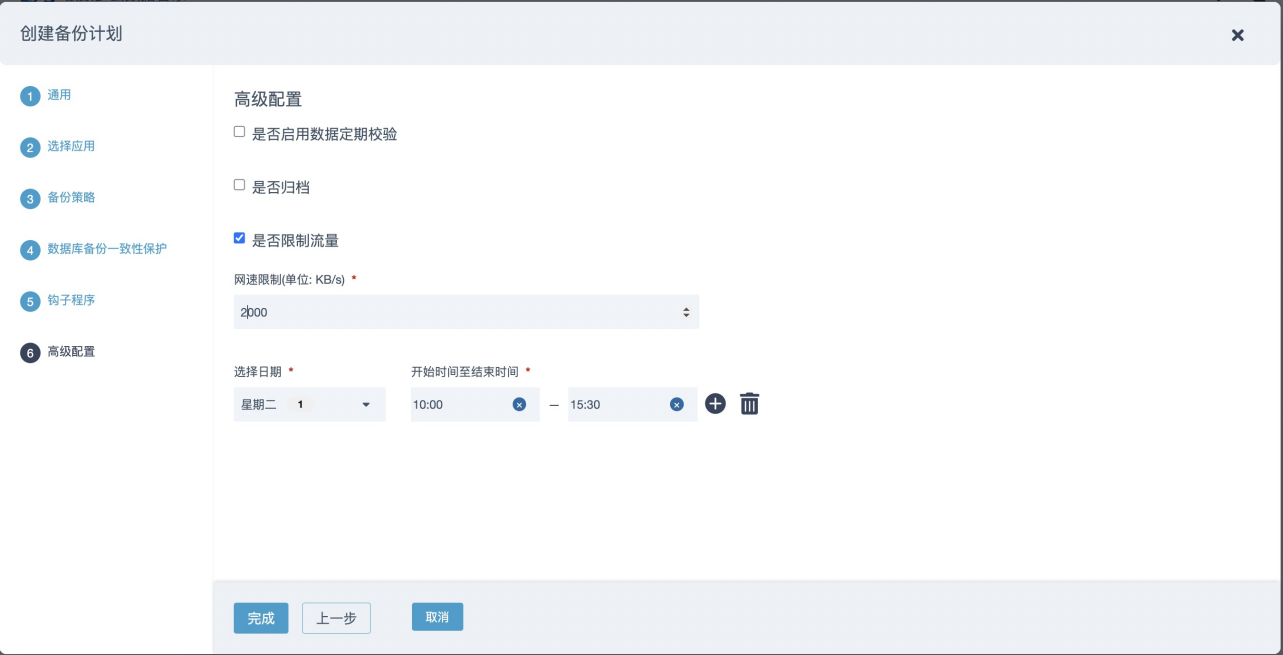 创建备份计划
1 通用
2 选择应用
3 备份策略
4 数据库备份一致性保护
5 钩子程序
6 高级配置
高级配置
是否启用数据定期校验
是否归档
是否限制流量
网速限制(单位: KB/s) *
2000
选择日期 * 开始时间至结束时间 *
星期二 1 10:00 — 15:30
完成 上一步 取消